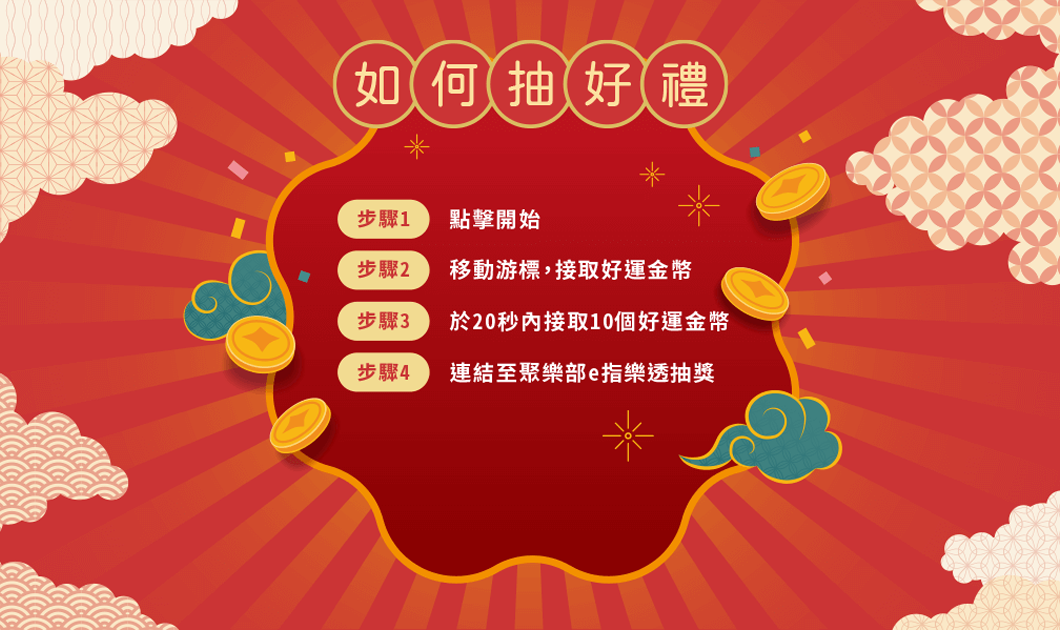 如何抽好禮
步驟1 點擊開始
步驟2 移動游標，接取好運金幣
步驟3 於20秒內接取10個好運金幣
步驟4 連結至聚樂部e指樂透抽獎